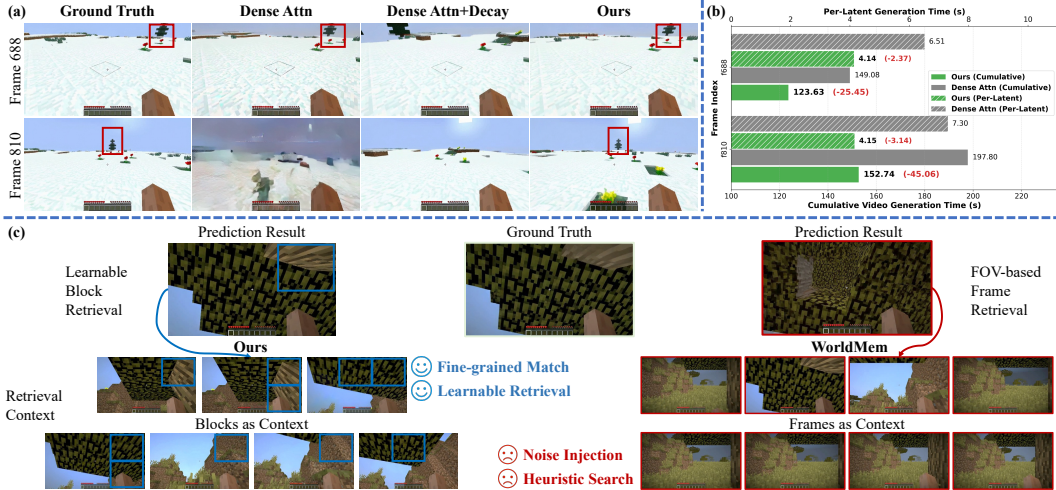 (a)
Ground Truth
Dense Attn
Dense Attn+Decay
Ours
Frame 688
Frame 810
(b)
Per-Latent Generation Time (s)
0 2 4 6 8 10
Frame Index
f688
f810
6.51
4.14 (-2.37)
149.08
123.63 (-25.45)
Ours (Cumulative)
Dense Attn (Cumulative)
Ours (Per-Latent)
Dense Attn (Per-Latent)
7.30
4.15 (-3.14)
197.80
152.74 (-45.06)
100 120 140 160 180 200 220
Cumulative Video Generation Time (s)
(c)
Prediction Result
Ground Truth
Prediction Result
Learnable
Block
Retrieval
FOV-based
Frame
Retrieval
Ours
WorldMem
Fine-grained Match
Learnable Retrieval
Retrieval
Context
Blocks as Context
Frames as Context
Noise Injection
Heuristic Search